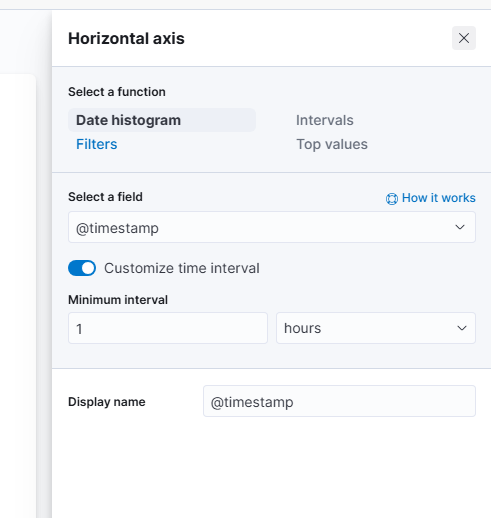 Horizontal axis
Select a function
Date histogram
Intervals
Filters
Top values
Select a field
How it works
@timestamp
Customize time interval
Minimum interval
1
hours
Display name
@timestamp